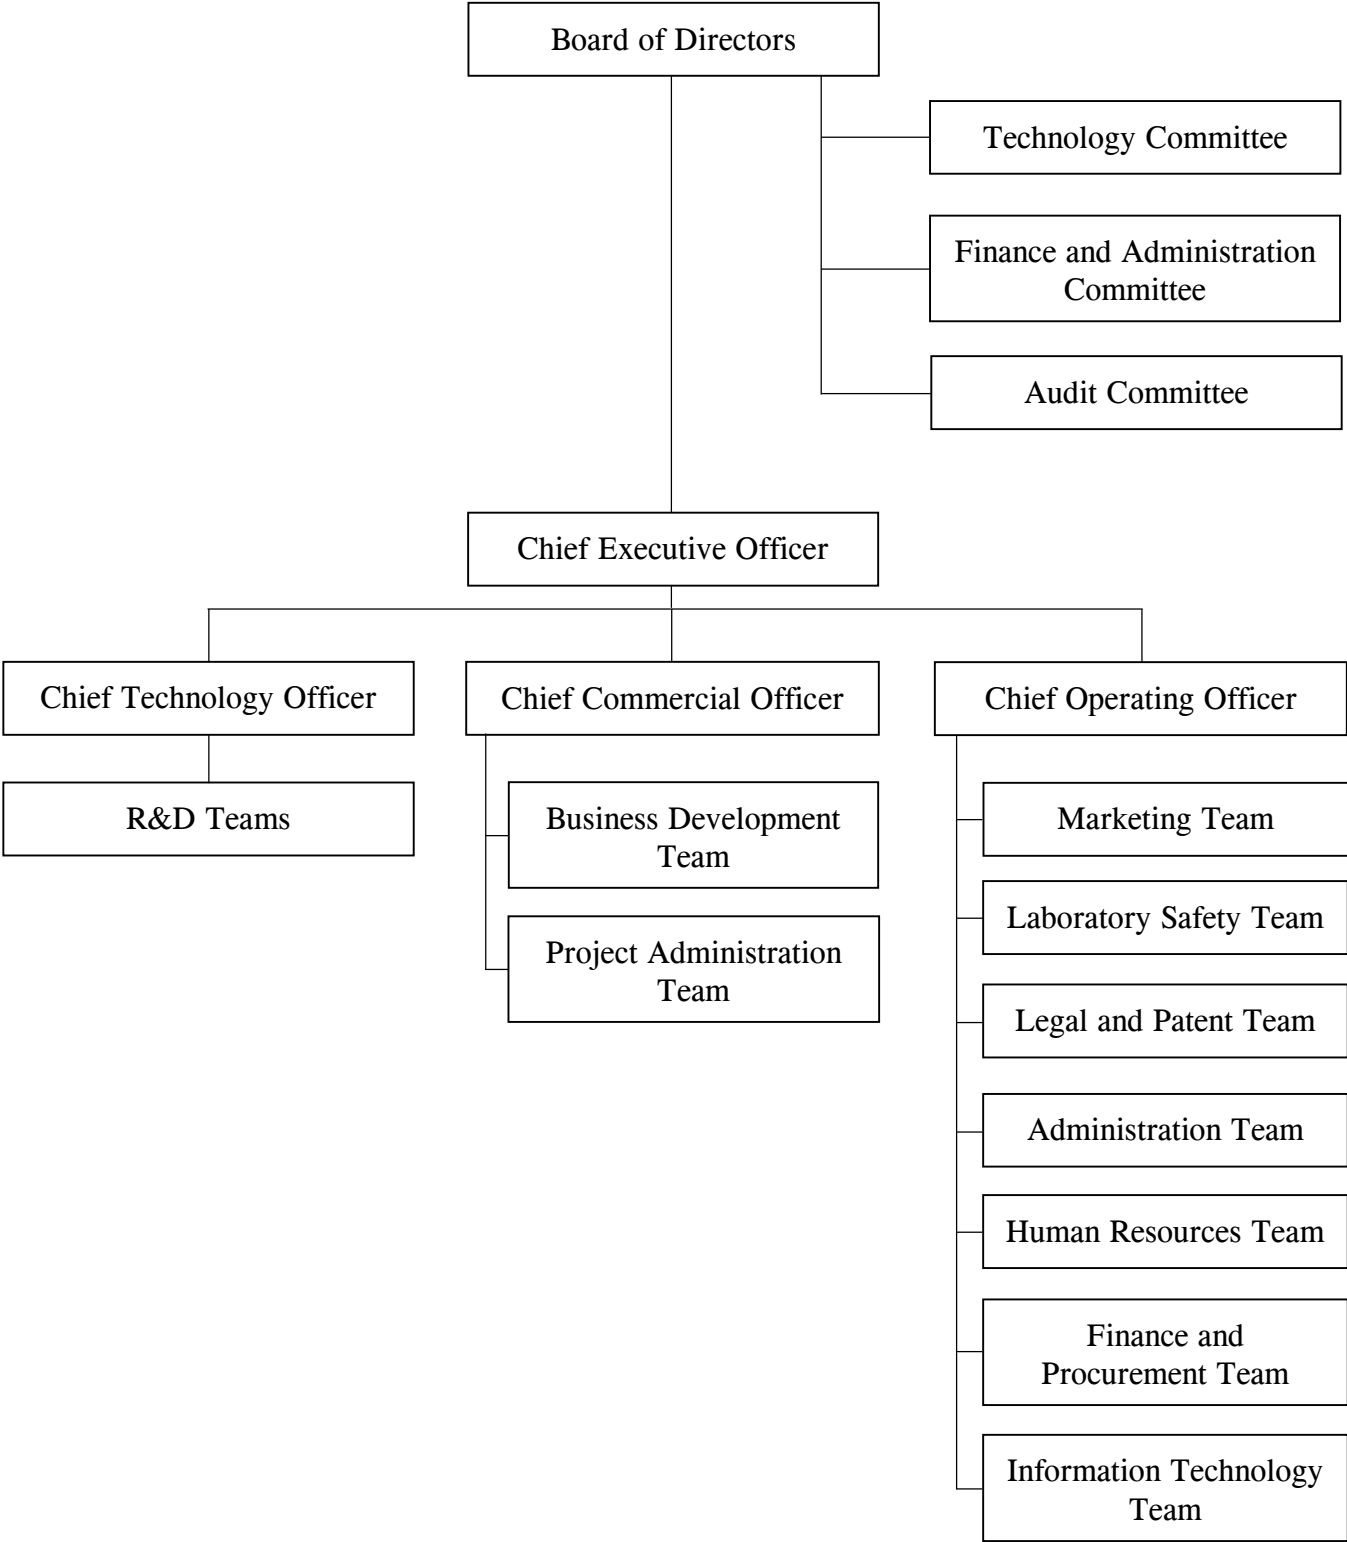 Board of Directors
Technology Committee
Finance and Administration
Committee
Audit Committee
Chief Executive Officer
Chief Technology Officer
Chief Commercial Officer
Chief Operating Officer
R&D Teams
Business Development
Team
Project Administration
Team
Marketing Team
Laboratory Safety Team
Legal and Patent Team
Administration Team
Human Resources Team
Finance and
Procurement Team
Information Technology
Team